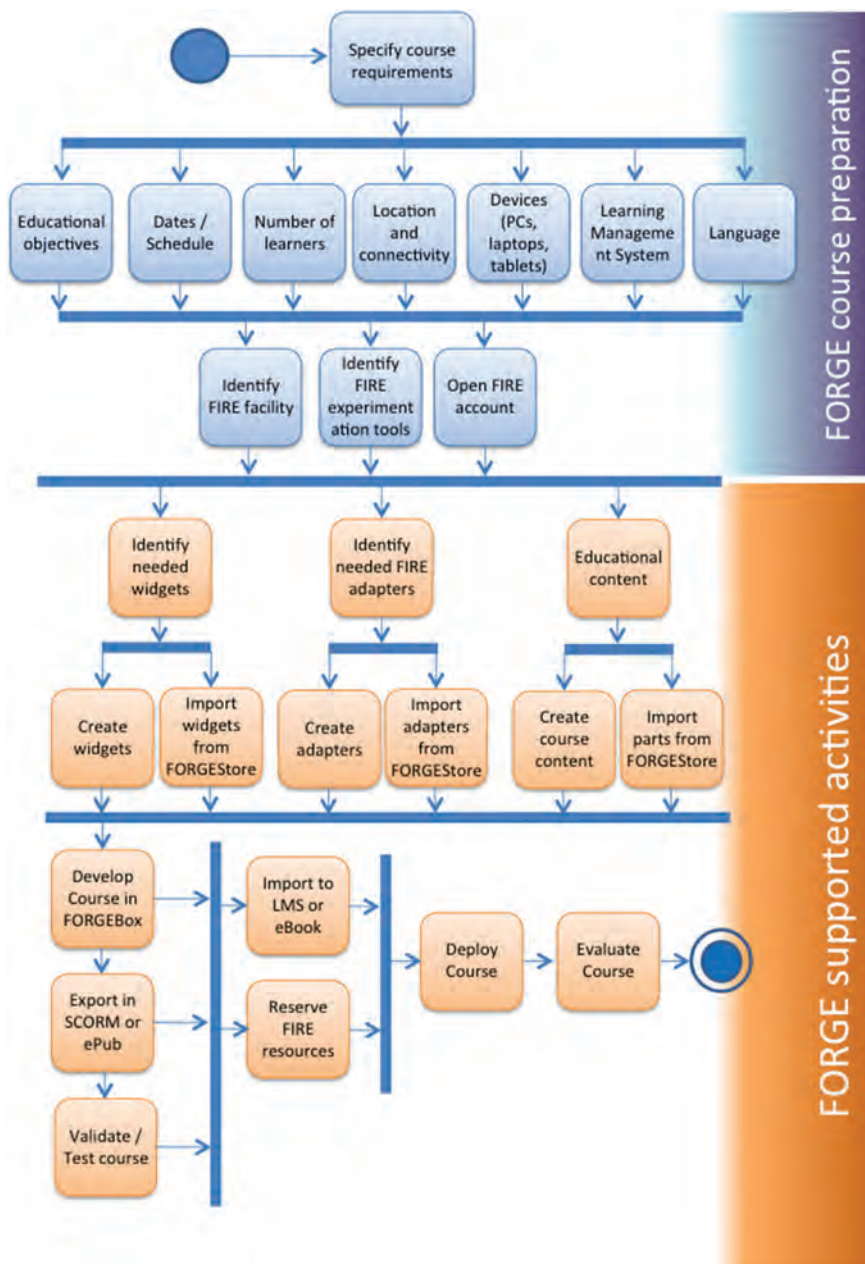 Specify course
requirements
Educational
objectives
Dates /
Schedule
Number of
learners
Location
and
connectivity
Devices
(PCs,
laptops,
tablets)
Learning
Manageme
nt System
Language
Identify
FIRE facility
Identify
FIRE
experiment
ation tools
Open FIRE
account
FORGE course preparation
Identify
needed
widgets
Identify
needed FIRE
adapters
Educational
content
Create
widgets
Import
widgets
from
FORGEStore
Create
adapters
Import
adapters
from
FORGEStore
Create
course
content
Import
parts from
FORGEStore
Develop
Course in
FORGEBox
Import to
LMS or
eBook
Deploy
Course
Evaluate
Course
Export in
SCORM or
ePub
Reserve
FIRE
resources
Validate /
Test course
FORGE supported activities